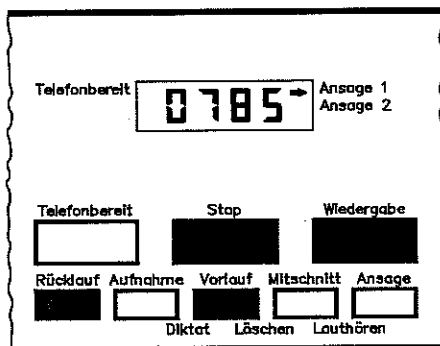 Telefonbereit 0785 → Ansage 1
Ansage 2
Telefonbereit Stop Wiedergabe
Rücklauf Aufnahme Vorlauf Mitschnitt Ansage
Diktat Löschen Lauthören